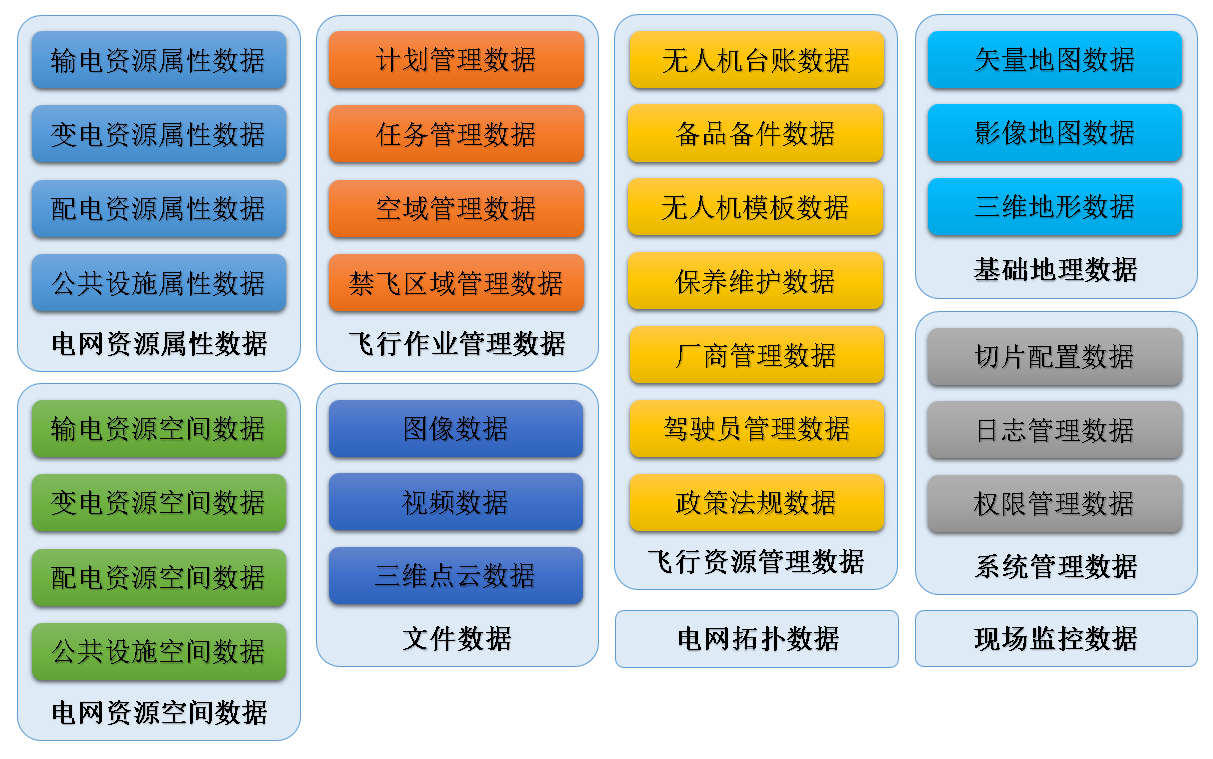 输电资源属性数据
变电资源属性数据
配电资源属性数据
公共设施属性数据
电网资源属性数据
输电资源空间数据
变电资源空间数据
配电资源空间数据
公共设施空间数据
电网资源空间数据
计划管理数据
任务管理数据
空域管理数据
禁飞区域管理数据
飞行作业管理数据
图像数据
视频数据
三维点云数据
文件数据
无人机台账数据
备品备件数据
无人机模板数据
保养维护数据
厂商管理数据
驾驶员管理数据
政策法规数据
飞行资源管理数据
电网拓扑数据
矢量地图数据
影像地图数据
三维地形数据
基础地理数据
切片配置数据
日志管理数据
权限管理数据
系统管理数据
现场监控数据